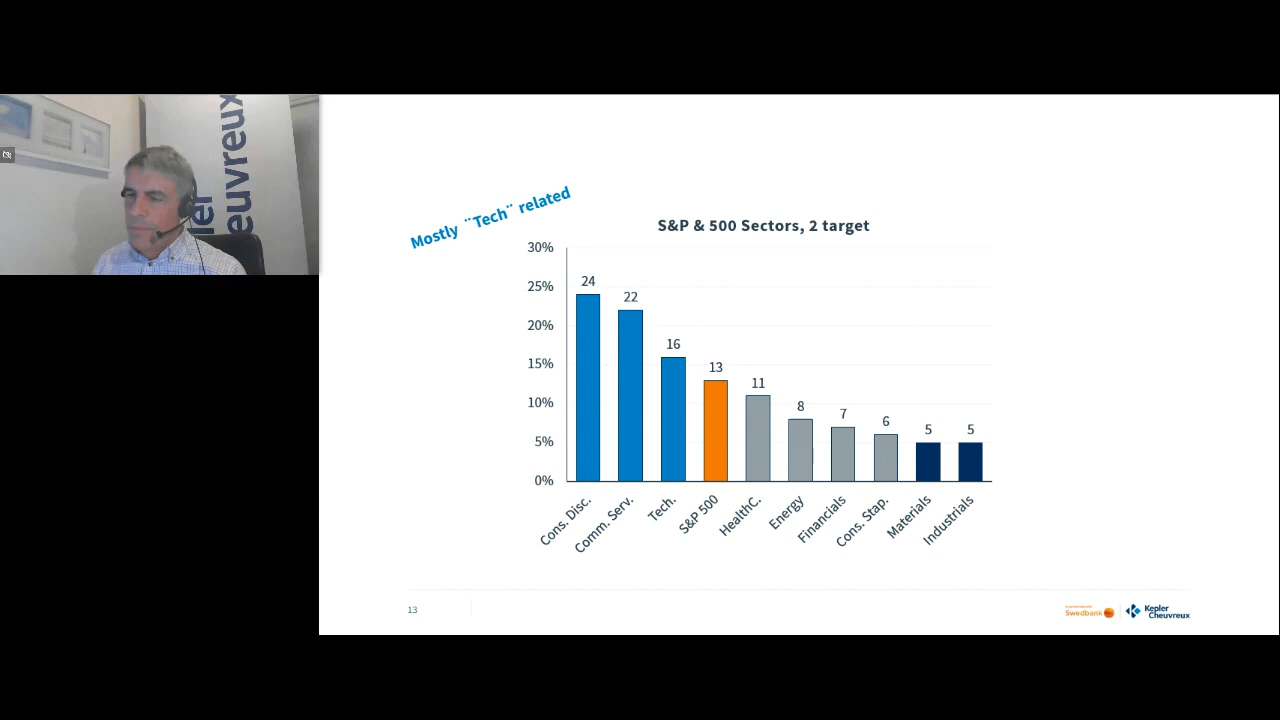 euvreux
ler
Mostly ¨Tech¨ related
S&P & 500 Sectors, 2 target
30%
25%
20%
15%
10%
5%
0%
24
22
16
13
11
8
7
6
5
5
Cons. Disc.
Comm. Serv.
Tech.
S&P 500
HealthC.
Energy
Financials
Cons. Stap.
Materials
Industrials
13
Swedbank
Kepler
Cheuvreux